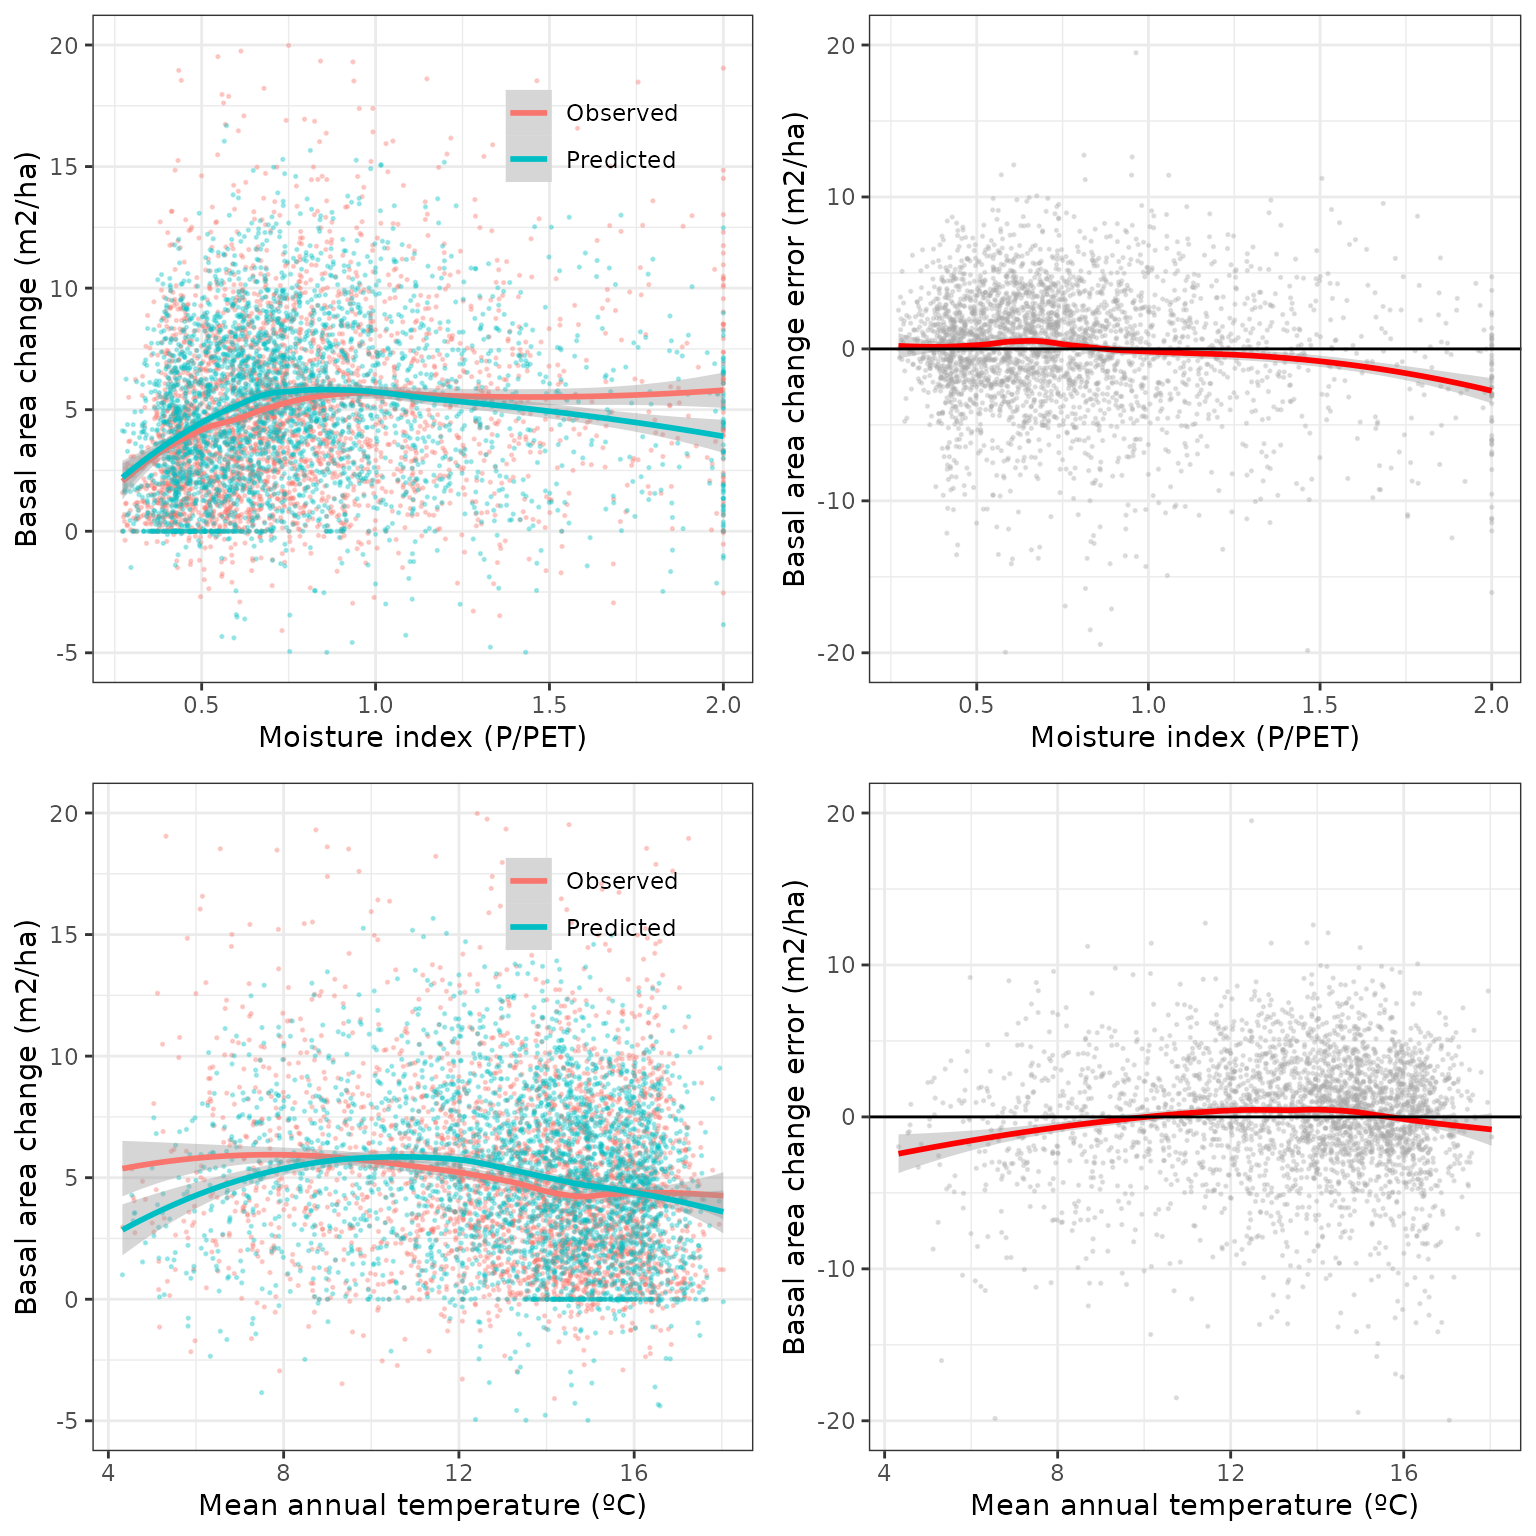 20
15
10
5
0
-5
Basal area change (m2/ha)
Observed
Predicted
0.5 1.0 1.5 2.0
Moisture index (P/PET)
20
10
0
-10
-20
Basal area change error (m2/ha)
0.5 1.0 1.5 2.0
Moisture index (P/PET)
20
15
10
5
0
-5
Basal area change (m2/ha)
Observed
Predicted
4 8 12 16
Mean annual temperature (ºC)
20
10
0
-10
-20
Basal area change error (m2/ha)
4 8 12 16
Mean annual temperature (ºC)